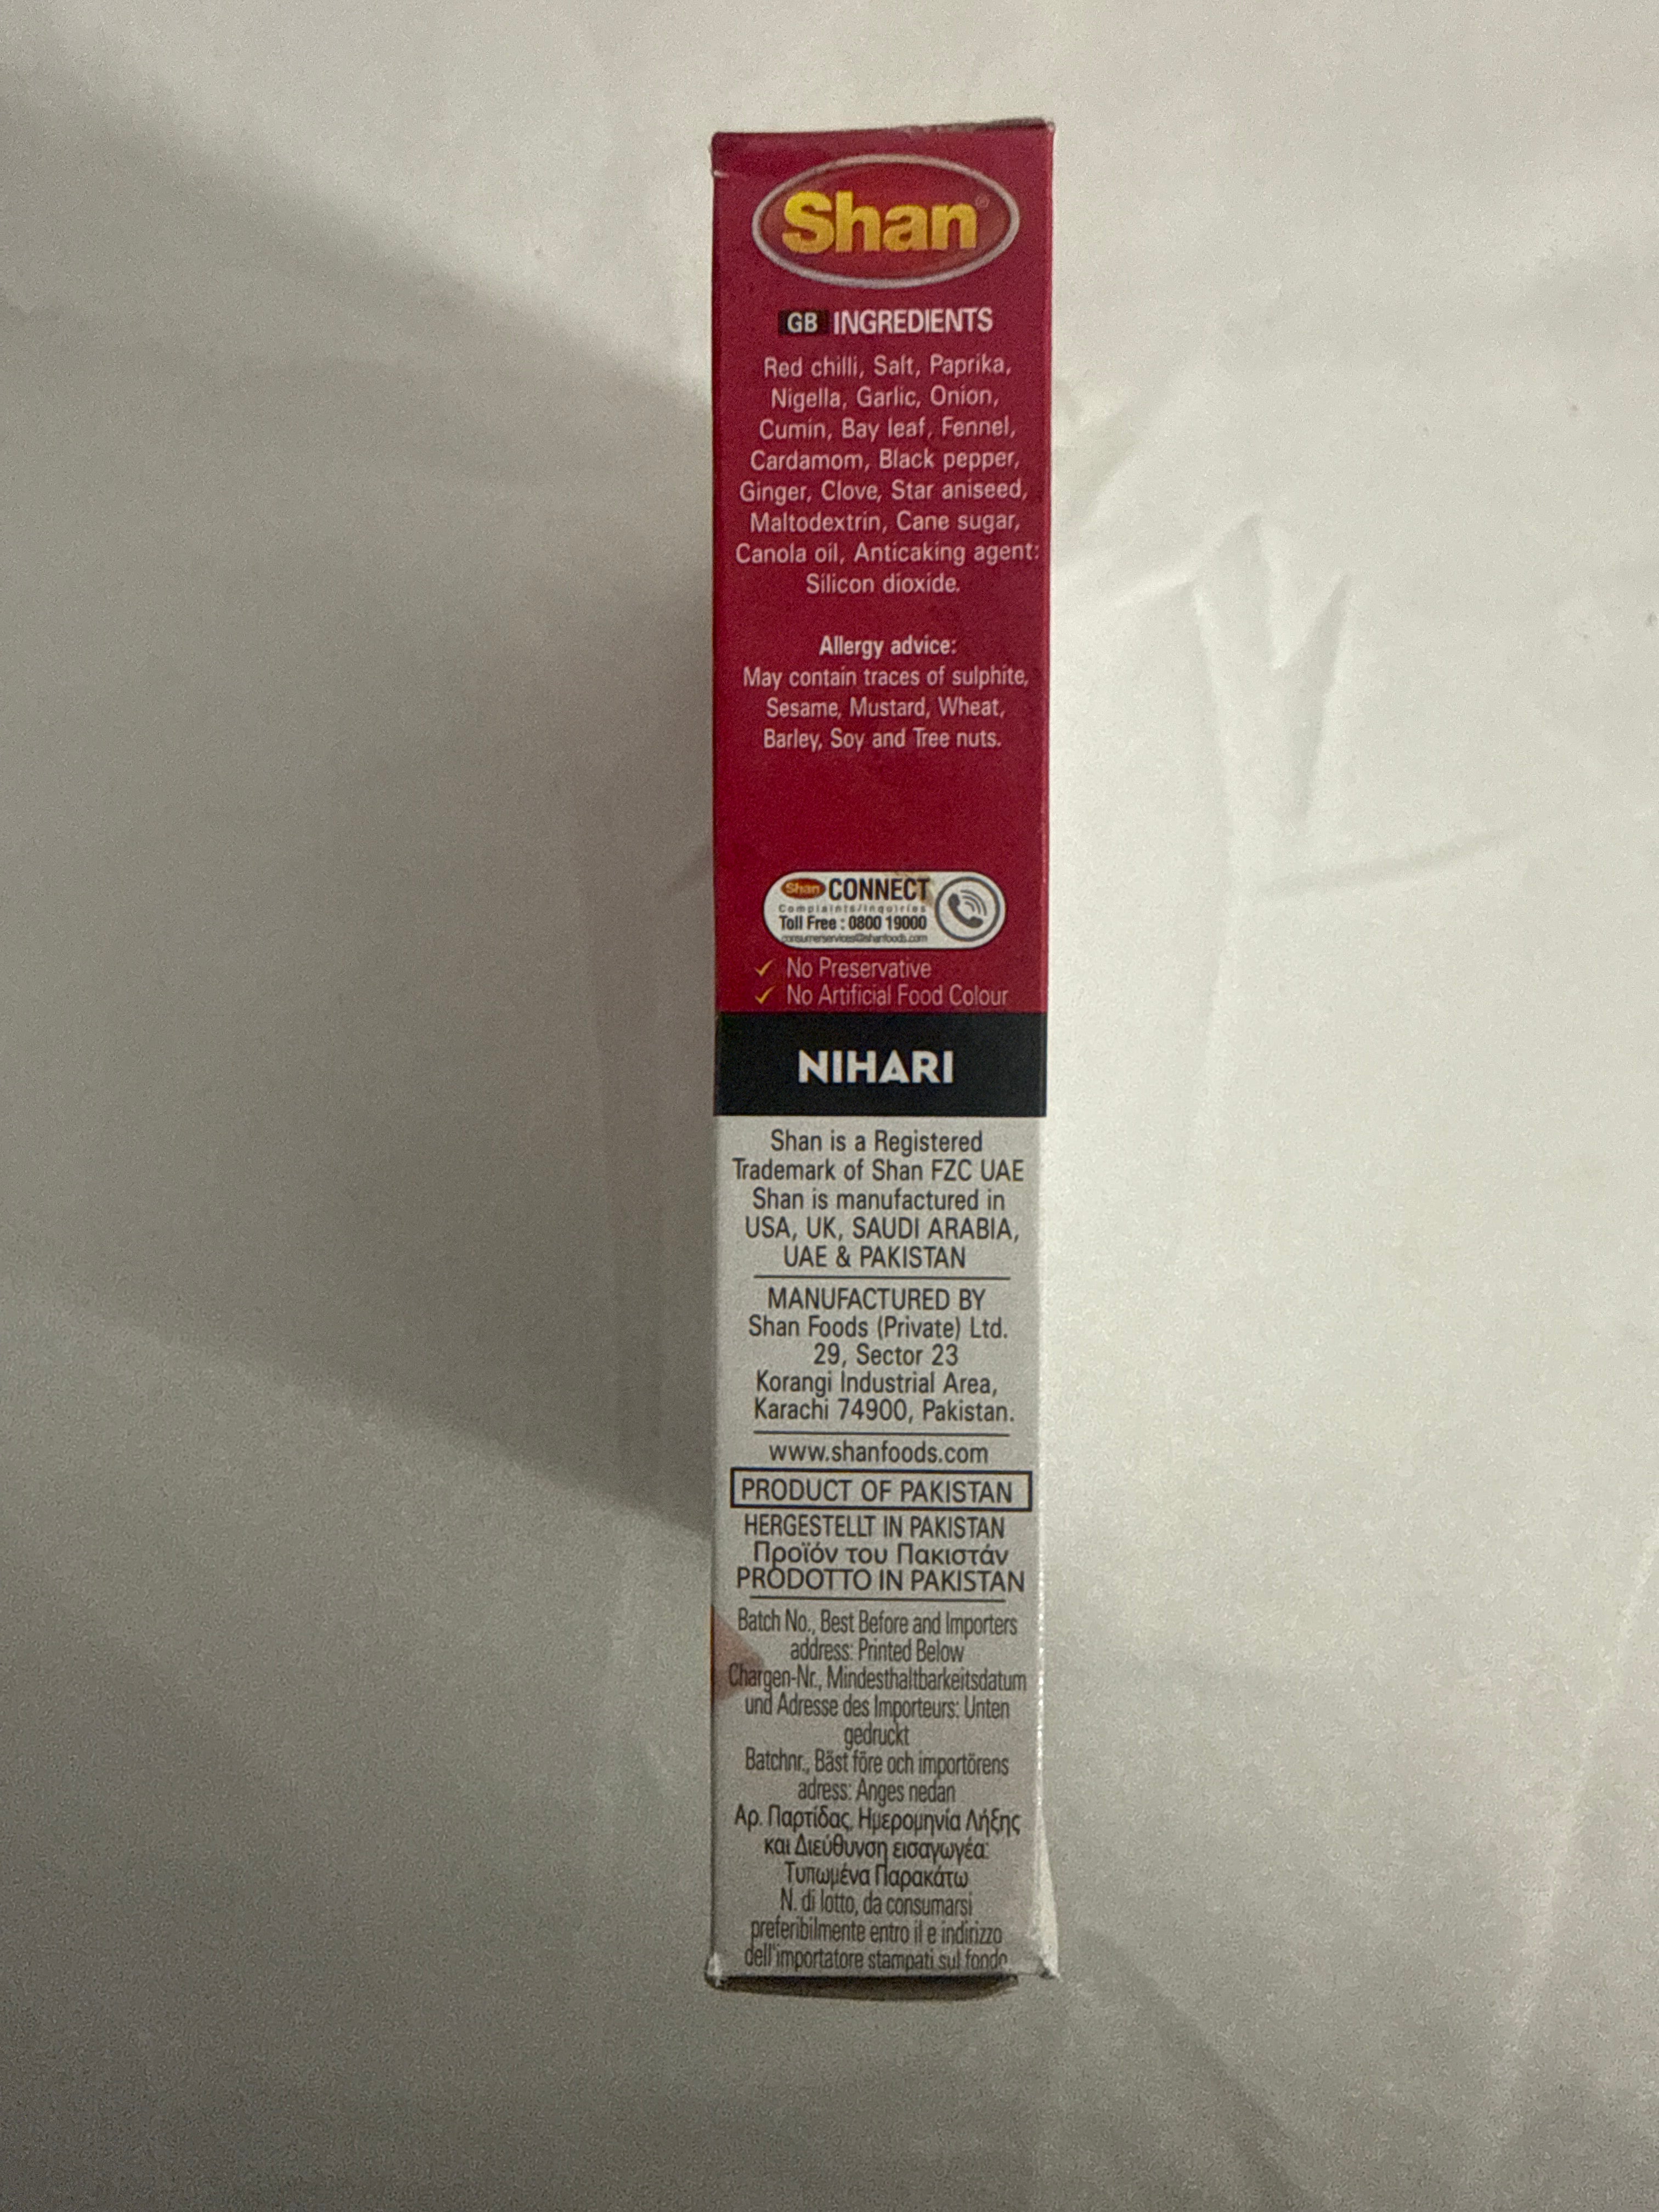 Shan®
GB INGREDIENTS
Red chilli, Salt, Paprika,
Nigella, Garlic, Onion,
Cumin, Bay leaf, Fennel,
Cardamom, Black pepper,
Ginger, Clove, Star aniseed,
Maltodextrin, Cane sugar,
Canola oil, Anticaking agent:
Silicon dioxide.
Allergy advice:
May contain traces of sulphite,
Sesame, Mustard, Wheat,
Barley, Soy and Tree nuts.
Shan CONNECT
Complaints/Inquiries
Toll Free : 0800 19000
consumerservices@shanfoods.com
✓ No Preservative
✓ No Artificial Food Colour
NIHARI
Shan is a Registered
Trademark of Shan FZC UAE
Shan is manufactured in
USA, UK, SAUDI ARABIA,
UAE & PAKISTAN
MANUFACTURED BY
Shan Foods (Private) Ltd.
29, Sector 23
Korangi Industrial Area,
Karachi 74900, Pakistan.
www.shanfoods.com
PRODUCT OF PAKISTAN
HERGESTELLT IN PAKISTAN
Προϊόν του Πακιστάν
PRODOTTO IN PAKISTAN
Batch No., Best Before and Importers
address: Printed Below
Chargen-Nr., Mindesthaltbarkeitsdatum
und Adresse des Importeurs: Unten
gedruckt
Batchnr., Bäst före och importörens
adress: Anges nedan
Αρ. Παρτίδας, Ημερομηνία Λήξης
και Διεύθυνση εισαγωγέα:
Τυπωμένα Παρακάτω
N. di lotto, da consumarsi
preferibilmente entro il e indirizzo
dell'importatore stampati sul fondo